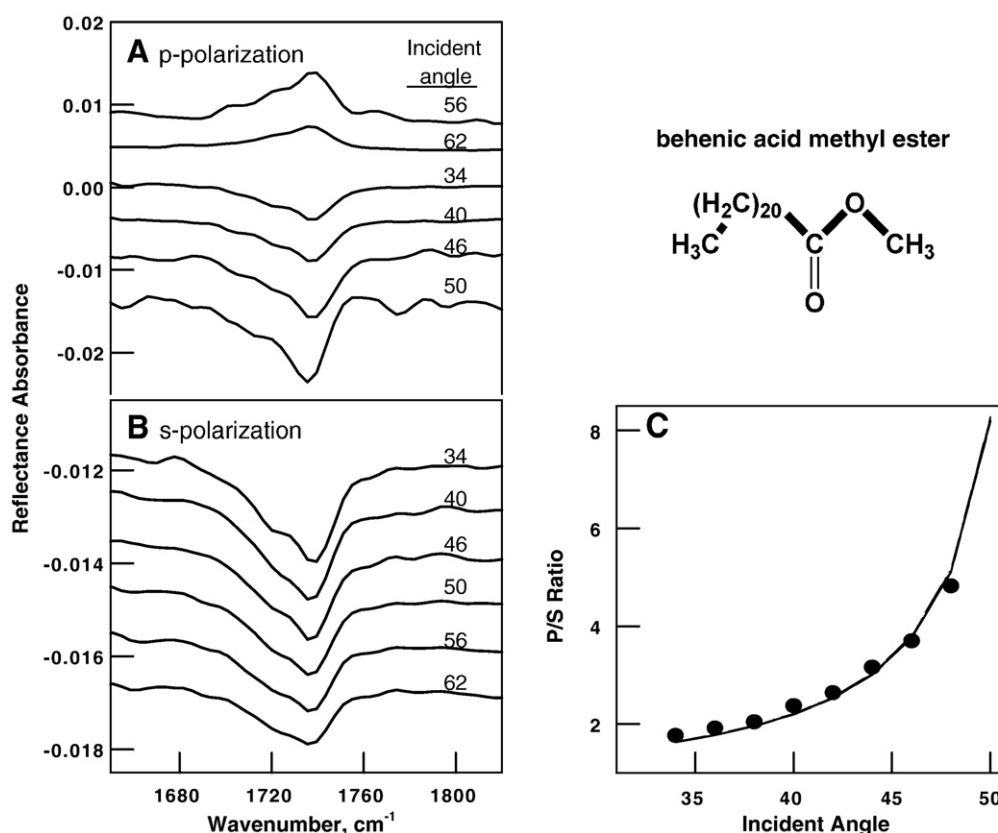 Reflectance Absorbance
0.02
0.01
0.00
-0.01
-0.02
A p-polarization
Incident
angle
56
62
34
40
46
50
-0.012
-0.014
-0.016
-0.018
B s-polarization
34
40
46
50
56
62
1680 1720 1760 1800
Wavenumber, cm⁻¹
behenic acid methyl ester
(H₂C)₂₀ O
H₃C C CH₃
O
C
P/S Ratio
8
6
4
2
35 40 45 50
Incident Angle